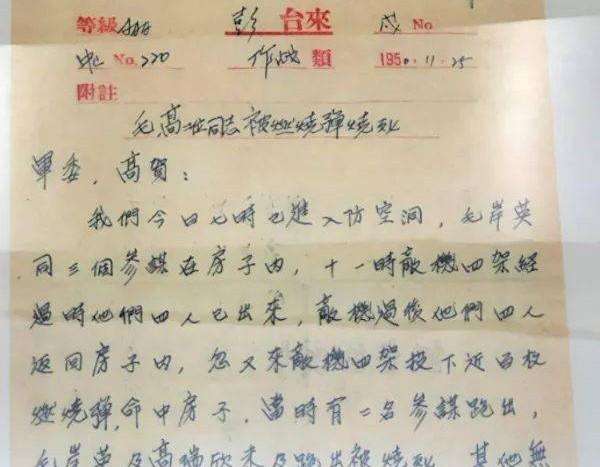 等級 彭 台來 戌 No.
No. 220 作 類 1950.11.25
附註
毛高二同志被燃燒彈燒死
軍委，高賀：
我們今日七時已進入防空洞，毛岸英
同三個參謀在房子內，十一時敵機四架經
過時他們四人已出來，敵機過後他們四人
返回房子內，忽又來敵機四架投下近百枚
燃燒彈，命中房子，當時有二名參謀跑出，
毛岸英及高瑞欣未及跑出被燒死，其他無